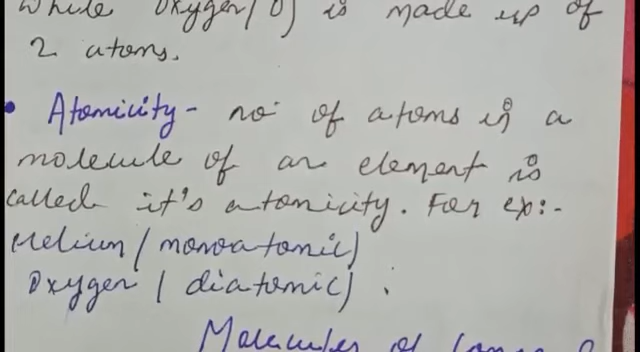 While Oxygen(O) is made up of
2 atoms.
• Atomicity - no of atoms in a
molecule of an element is
called it's atomicity. For ex:-
Helium (monoatomic)
Oxygen (diatomic) .
Molecules of